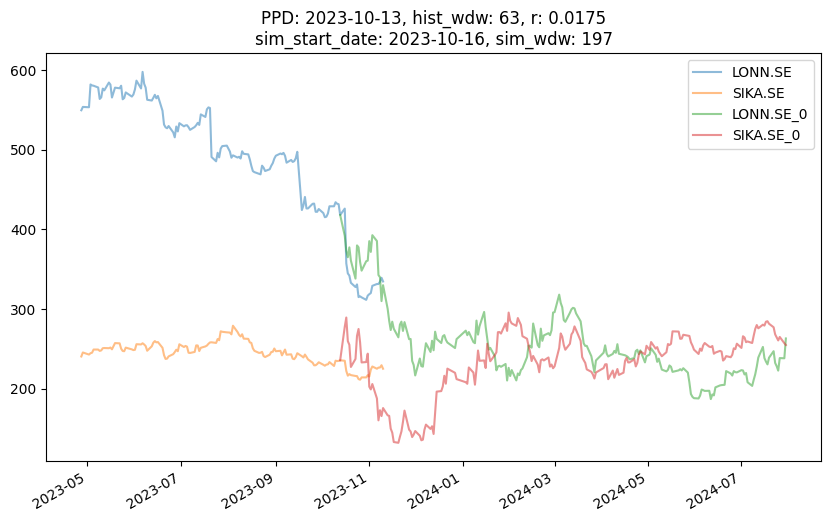 PPD: 2023-10-13, hist_wdw: 63, r: 0.0175
sim_start_date: 2023-10-16, sim_wdw: 197
LONN.SE
SIKA.SE
LONN.SE_0
SIKA.SE_0
600
500
400
300
200
2023-05
2023-07
2023-09
2023-11
2024-01
2024-03
2024-05
2024-07